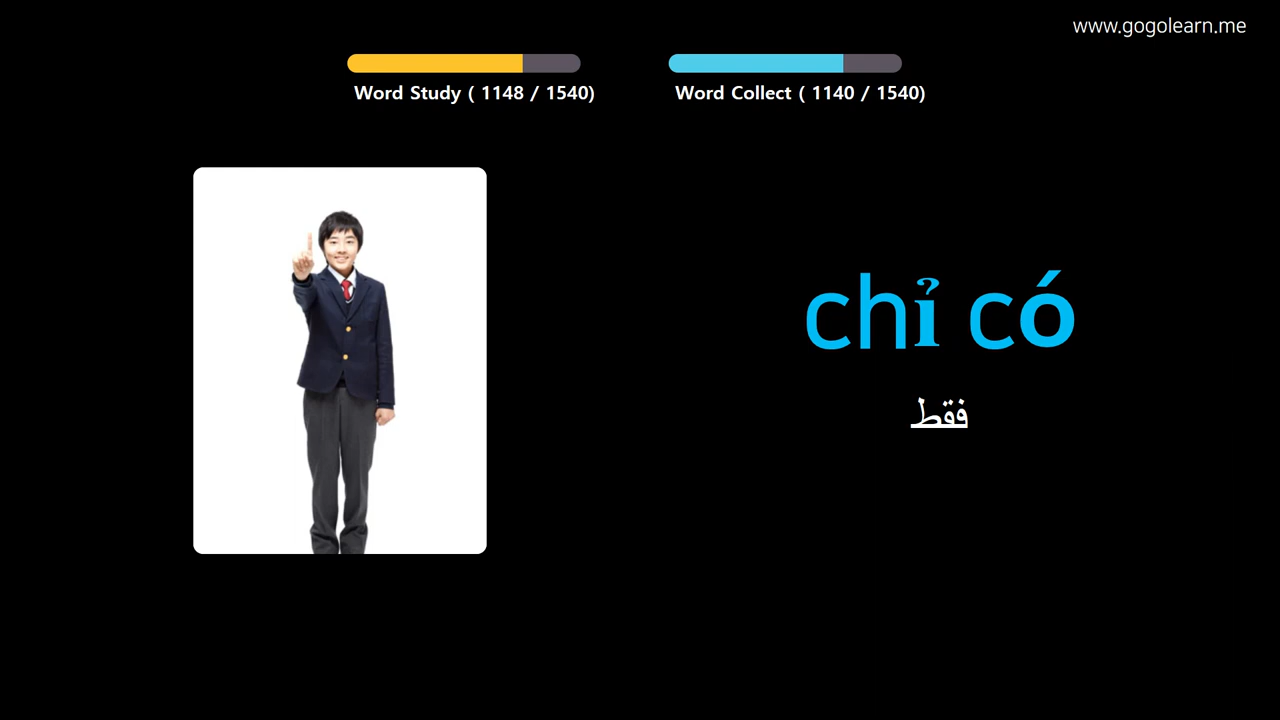 www.gogolearn.me
Word Study ( 1148 / 1540)
Word Collect ( 1140 / 1540)
chỉ có
فقط